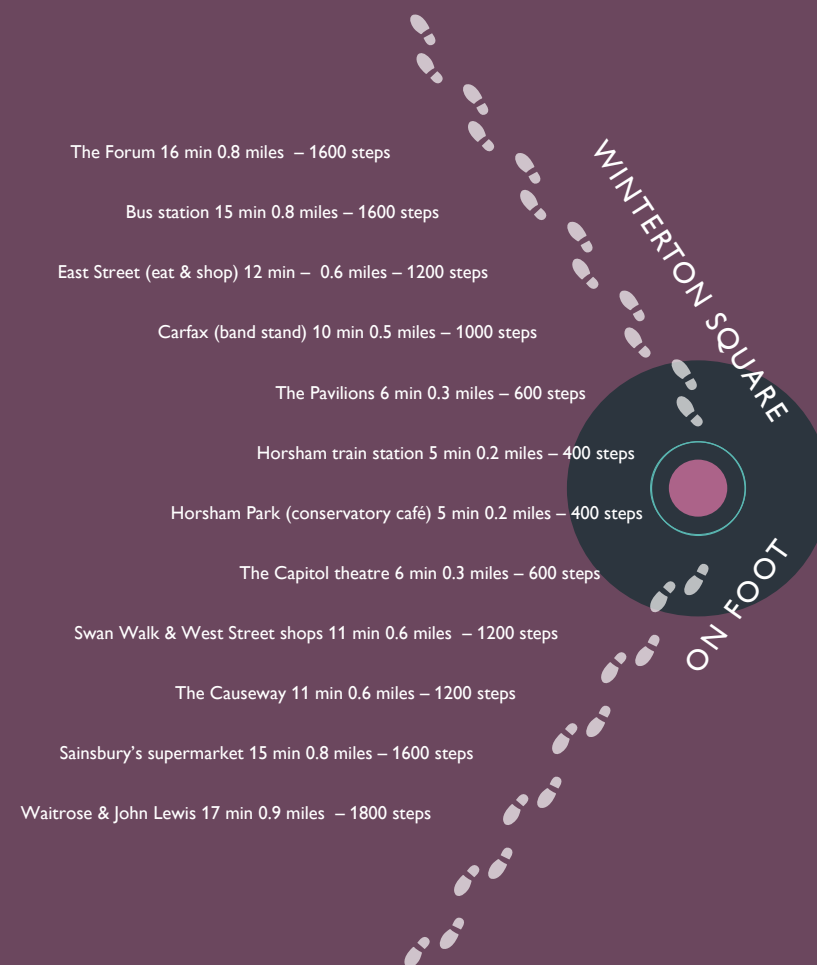 The Forum 16 min 0.8 miles – 1600 steps
Bus station 15 min 0.8 miles – 1600 steps
East Street (eat & shop) 12 min – 0.6 miles – 1200 steps
Carfax (band stand) 10 min 0.5 miles – 1000 steps
The Pavilions 6 min 0.3 miles – 600 steps
Horsham train station 5 min 0.2 miles – 400 steps
Horsham Park (conservatory café) 5 min 0.2 miles – 400 steps
The Capitol theatre 6 min 0.3 miles – 600 steps
Swan Walk & West Street shops 11 min 0.6 miles – 1200 steps
The Causeway 11 min 0.6 miles – 1200 steps
Sainsbury’s supermarket 15 min 0.8 miles – 1600 steps
Waitrose & John Lewis 17 min 0.9 miles – 1800 steps
WINTERTON SQUARE
ON FOOT